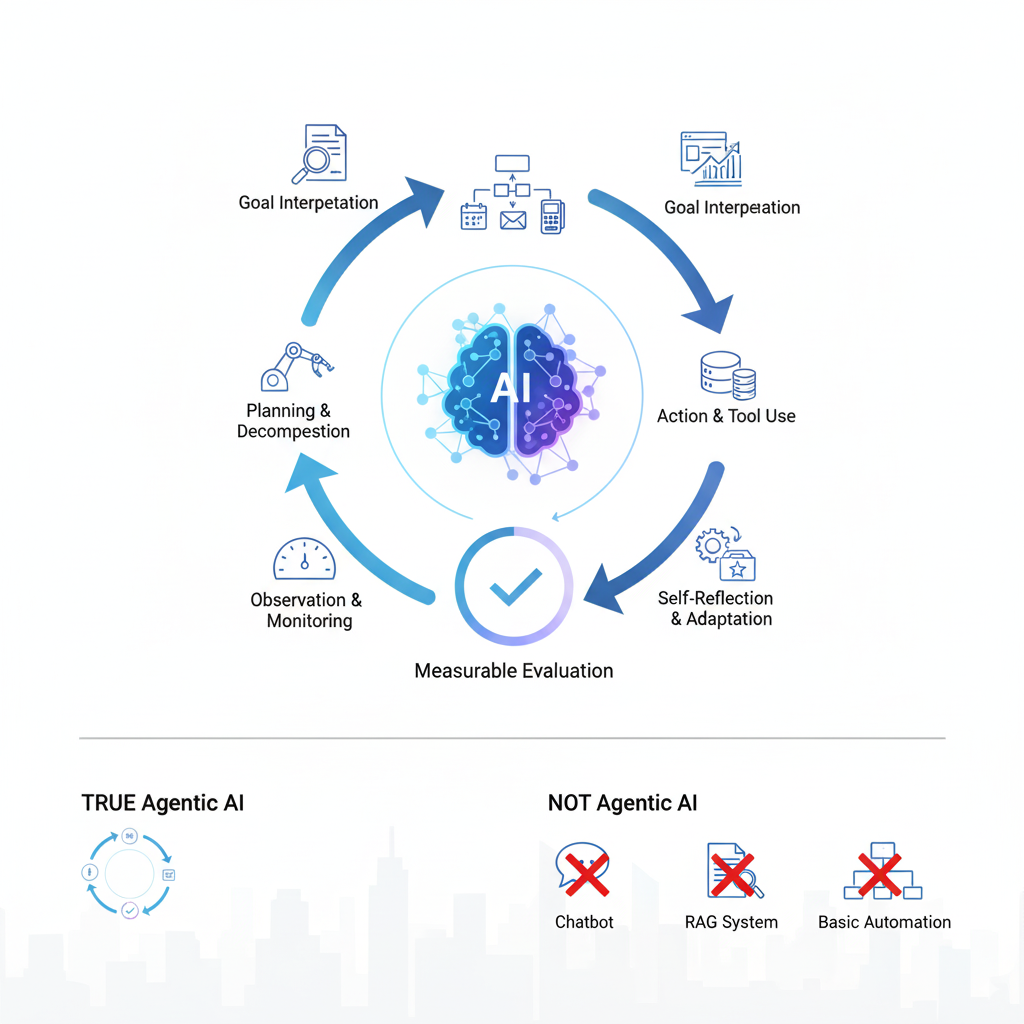 Goal Interpetation
Goal Interpeıation
AI
Planning &
Decompestion
Action & Tool Use
Observation &
Monitoring
Self-Reflection
& Adaptation
Measurable Evaluation
TRUE Agentic AI
NOT Agentic AI
Chatbot
RAG System
Basic Automation